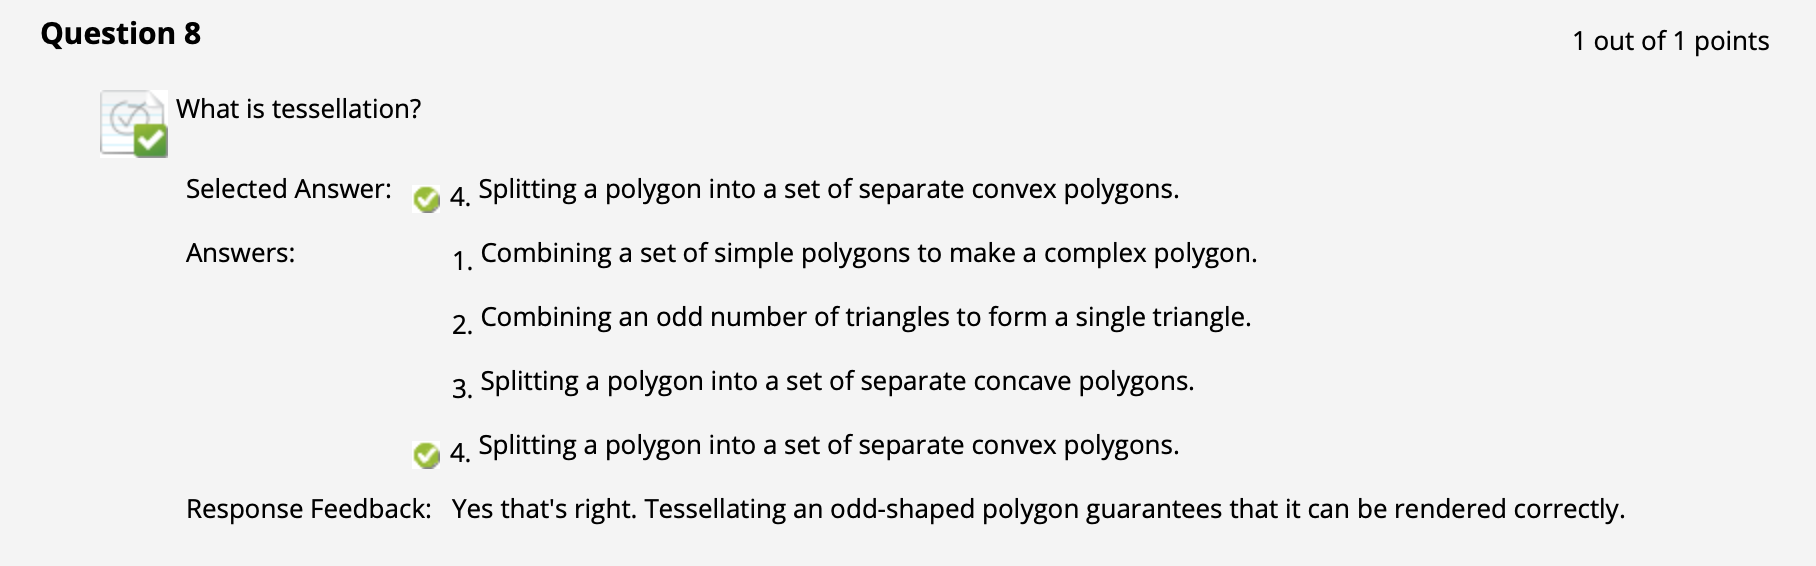 Question 8
1 out of 1 points
What is tessellation?
Selected Answer: 4. Splitting a polygon into a set of separate convex polygons.
Answers: 1. Combining a set of simple polygons to make a complex polygon.
2. Combining an odd number of triangles to form a single triangle.
3. Splitting a polygon into a set of separate concave polygons.
4. Splitting a polygon into a set of separate convex polygons.
Response Feedback: Yes that's right. Tessellating an odd-shaped polygon guarantees that it can be rendered correctly.